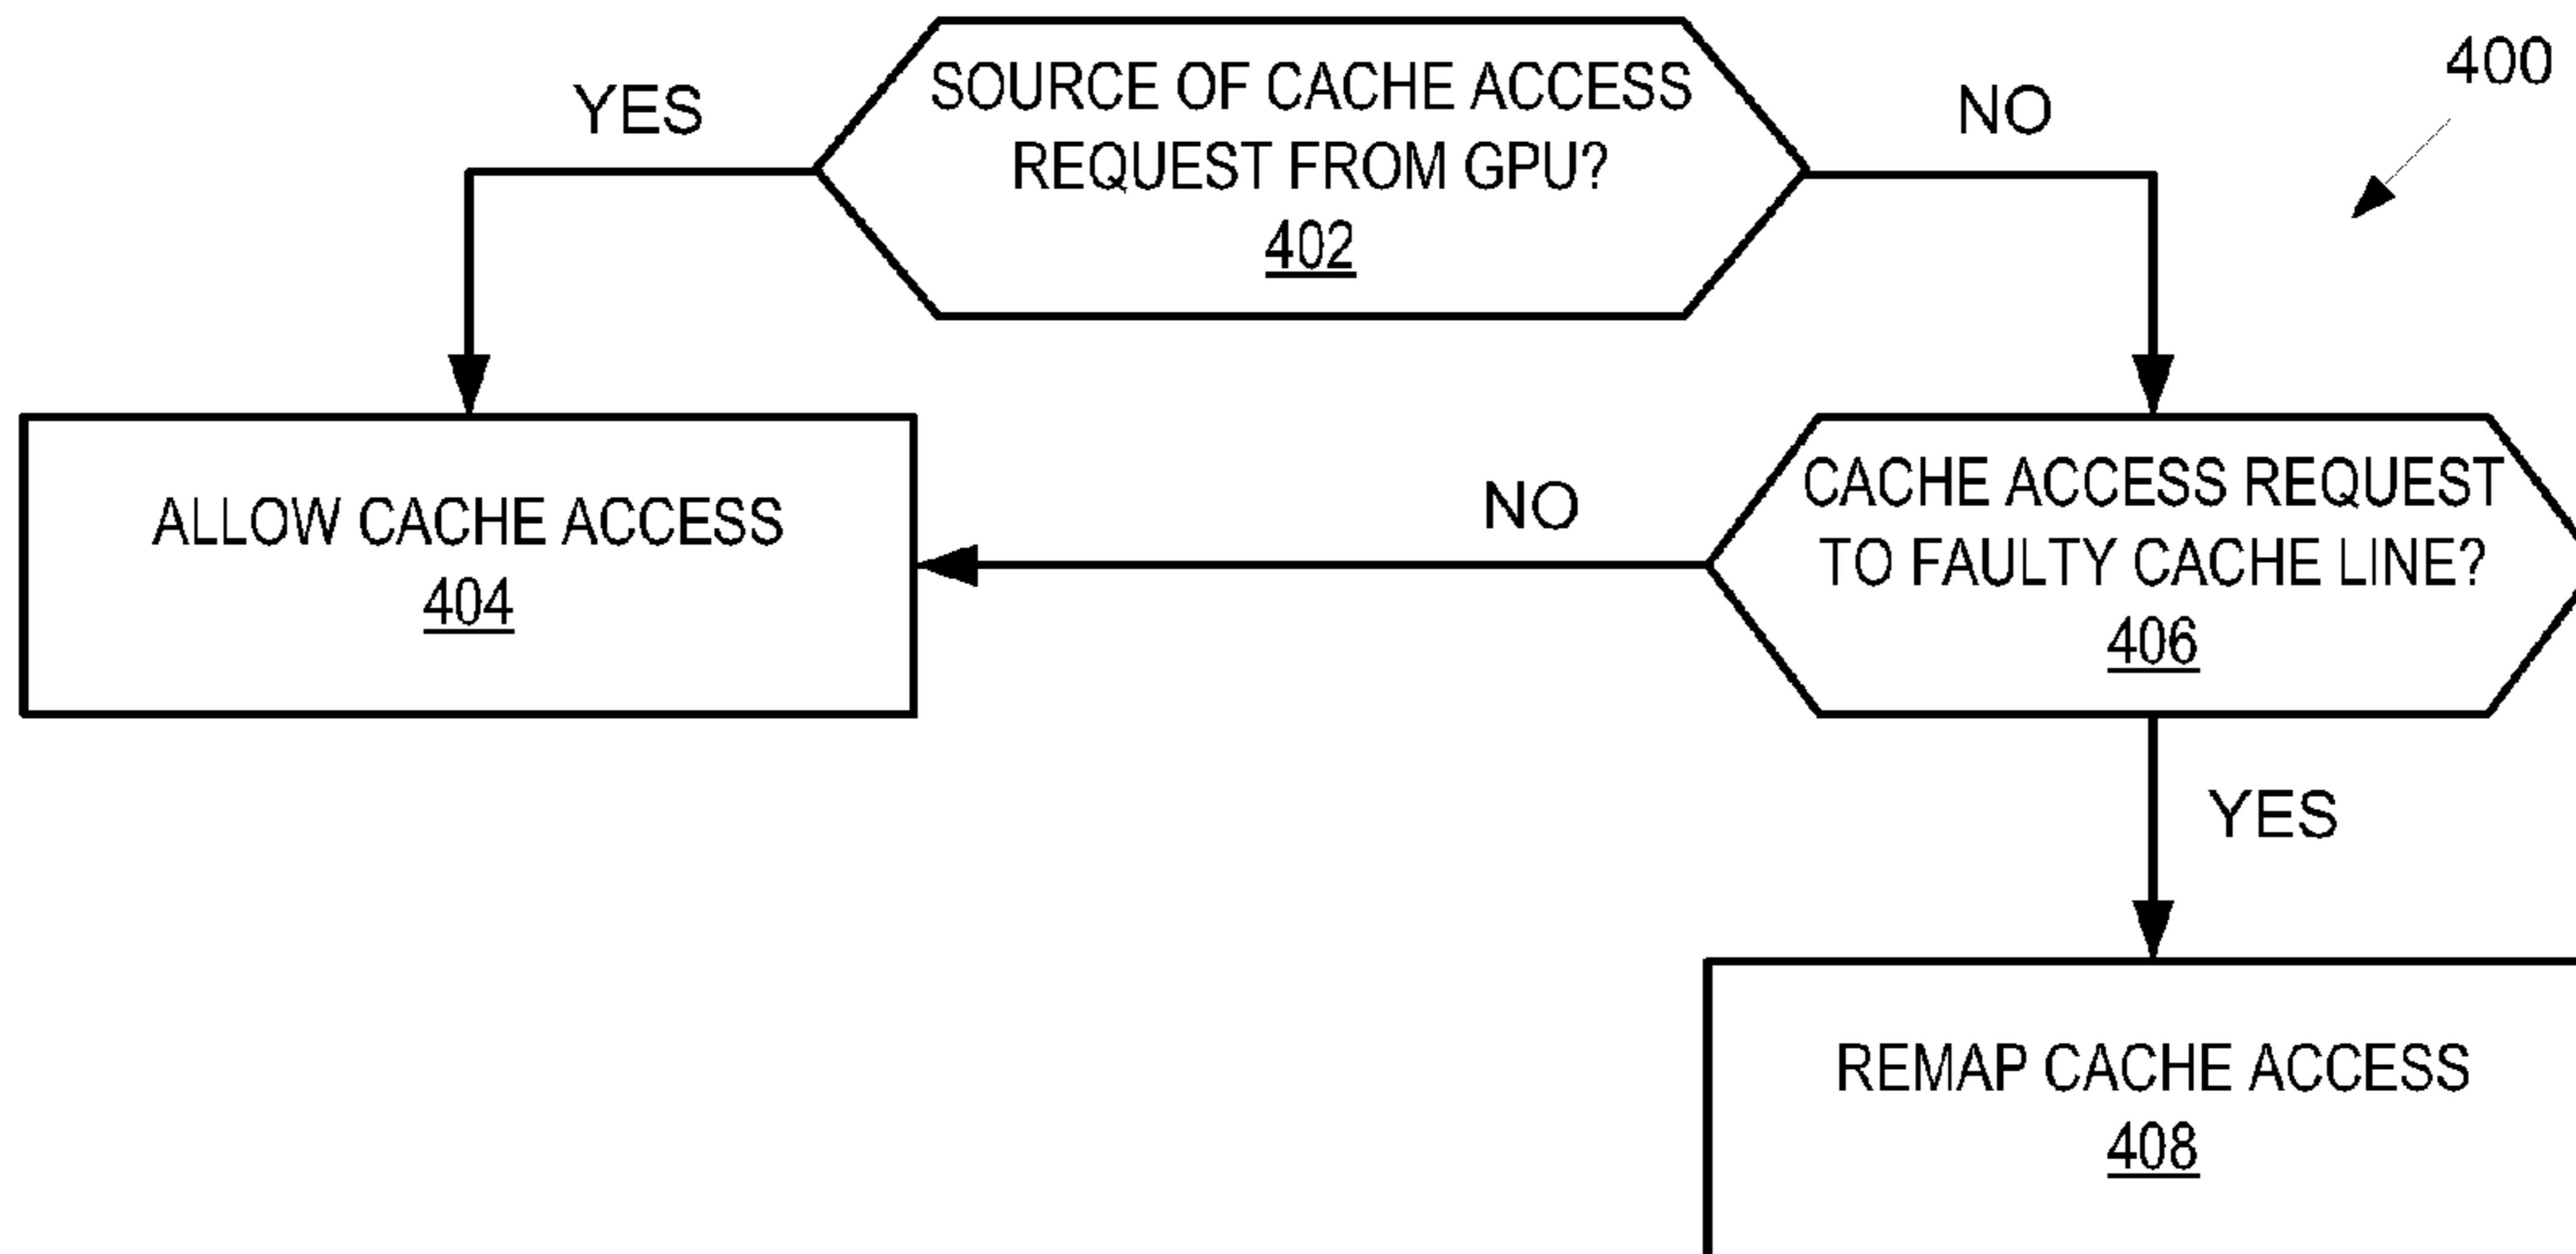 400
SOURCE OF CACHE ACCESS
REQUEST FROM GPU?
402
YES
NO
ALLOW CACHE ACCESS
404
NO
CACHE ACCESS REQUEST
TO FAULTY CACHE LINE?
406
YES
REMAP CACHE ACCESS
408